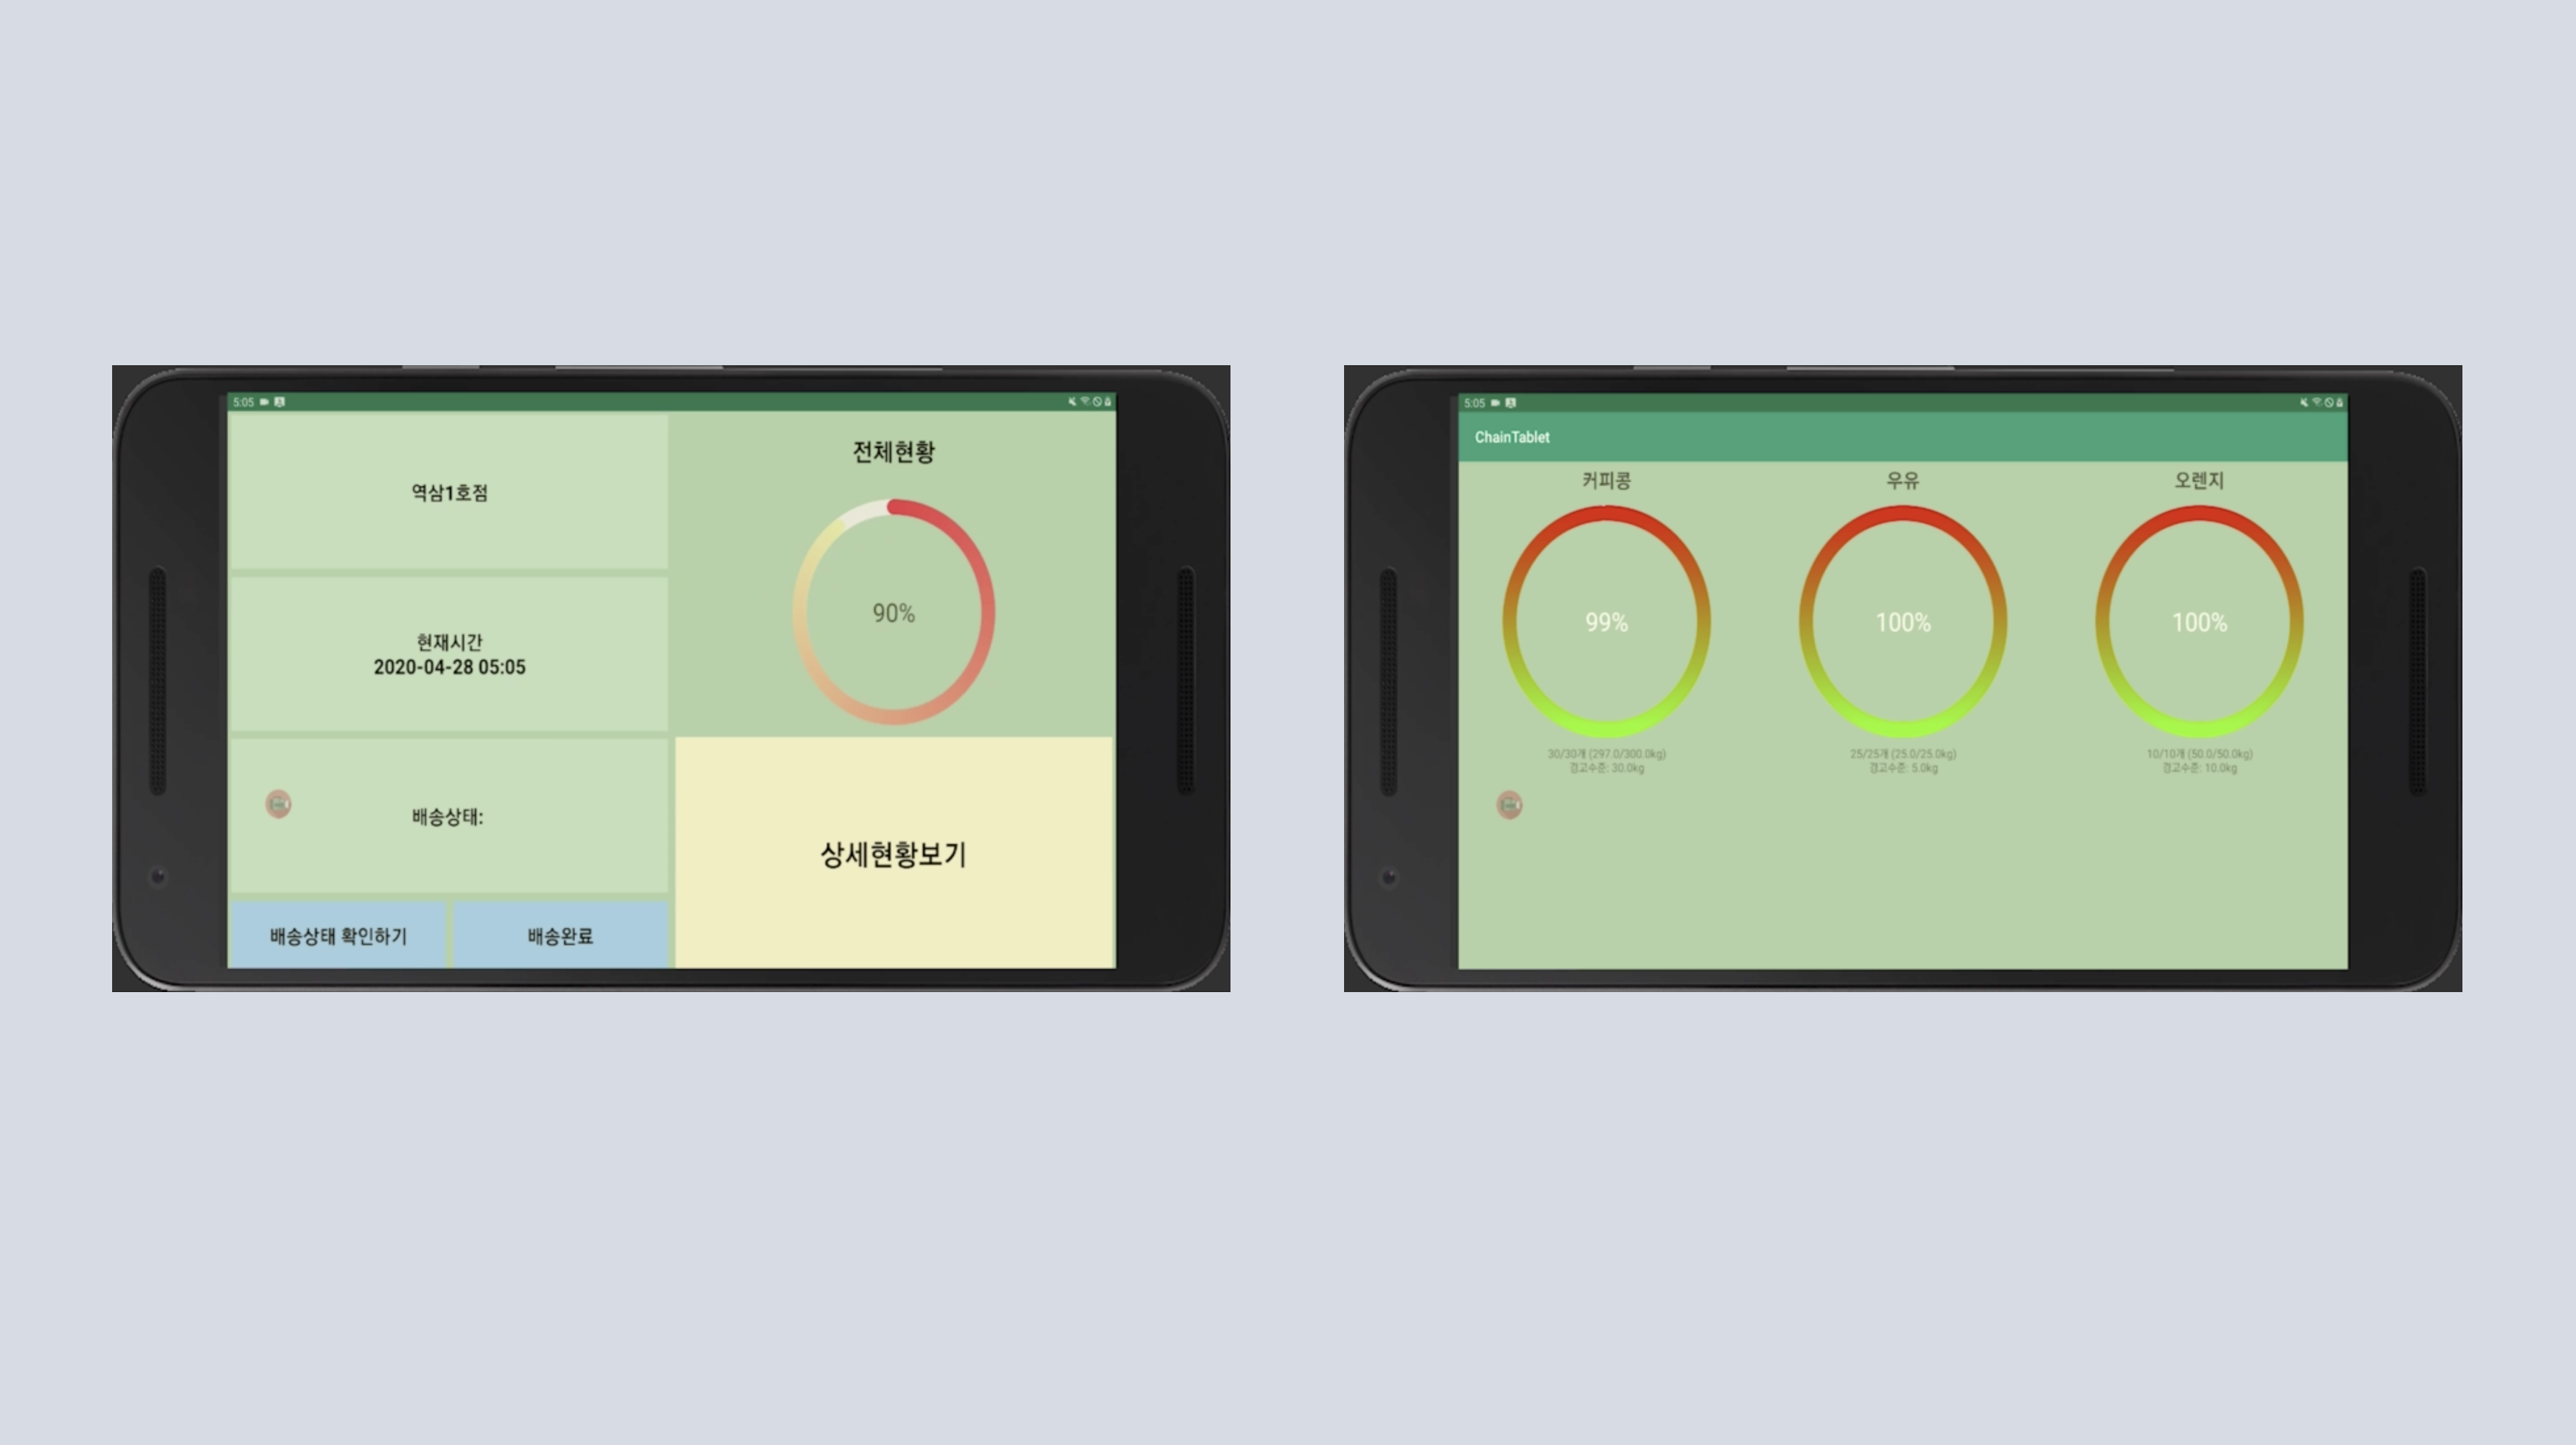 5:05
역삼1호점
현재시간
2020-04-28 05:05
배송상태:
배송상태 확인하기
배송완료
전체현황
90%
상세현황보기
5:05
ChainTablet
커피콩
우유
오렌지
99%
100%
100%
30/30개 (297.0/300.0kg)
경고수준: 30.0kg
25/25개 (25.0/25.0kg)
경고수준: 5.0kg
10/10개 (50.0/50.0kg)
경고수준: 10.0kg